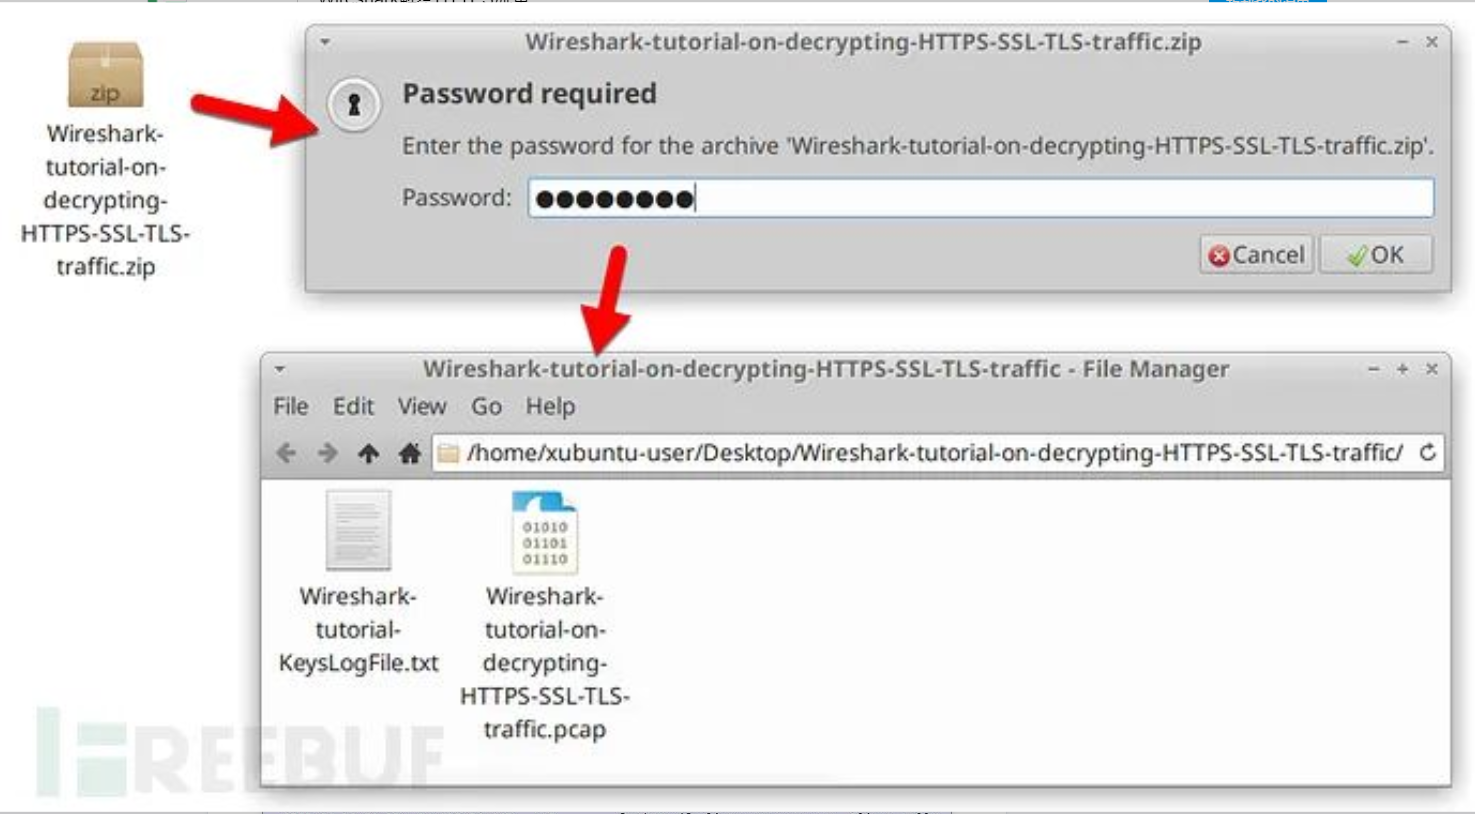 zip
Wireshark-
tutorial-on-
decrypting-
HTTPS-SSL-TLS-
traffic.zip
Wireshark-tutorial-on-decrypting-HTTPS-SSL-TLS-traffic.zip
Password required
Enter the password for the archive 'Wireshark-tutorial-on-decrypting-HTTPS-SSL-TLS-traffic.zip'.
Password:
Cancel OK
Wireshark-tutorial-on-decrypting-HTTPS-SSL-TLS-traffic - File Manager
File Edit View Go Help
/home/xubuntu-user/Desktop/Wireshark-tutorial-on-decrypting-HTTPS-SSL-TLS-traffic/
01010
01101
01110
Wireshark-
tutorial-
KeysLogFile.txt
Wireshark-
tutorial-on-
decrypting-
HTTPS-SSL-TLS-
traffic.pcap
FREEBUF